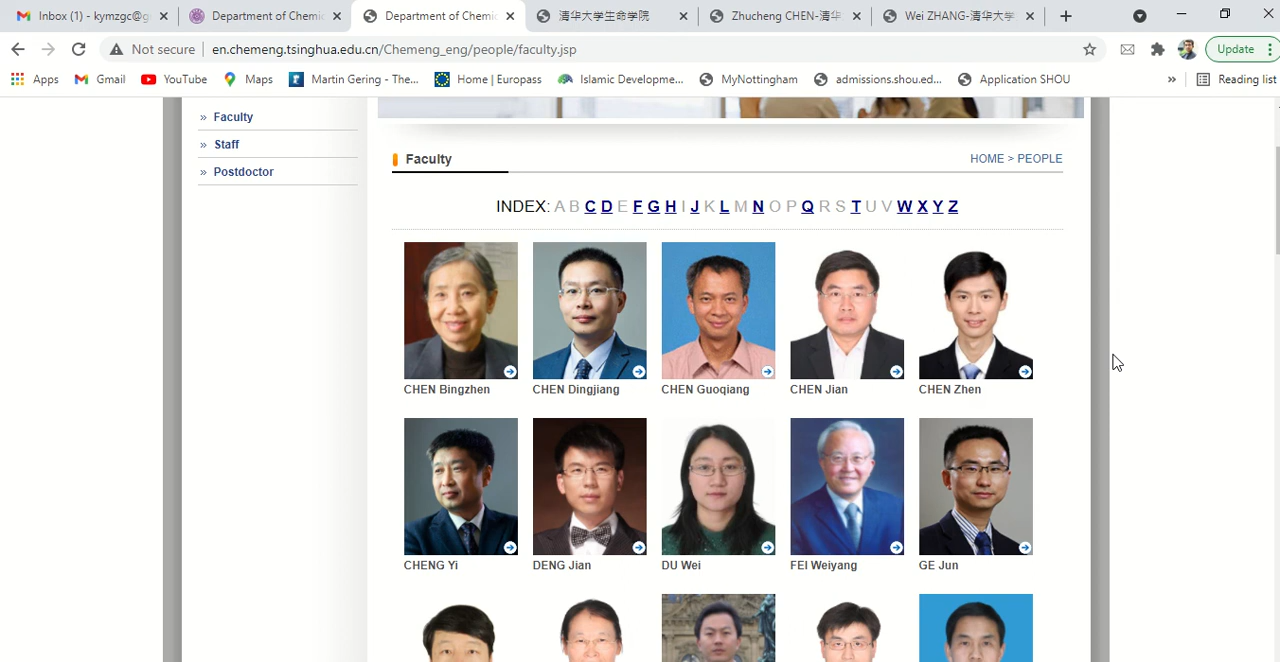 Inbox (1) - kymzgc@g
Department of Chemic
Department of Chemic
清华大学生命学院
Zhucheng CHEN-清华
Wei ZHANG-清华大学
Not secure
en.chemeng.tsinghua.edu.cn/Chemeng_eng/people/faculty.jsp
Update
Apps
Gmail
YouTube
Maps
Martin Gering - The...
Home | Europass
Islamic Developme...
MyNottingham
admissions.shou.ed...
Application SHOU
»
Reading list
» Faculty
» Staff
» Postdoctor
Faculty
HOME > PEOPLE
INDEX: A B C D E F G H I J K L M N O P Q R S T U V W X Y Z
CHEN Bingzhen
CHEN Dingjiang
CHEN Guoqiang
CHEN Jian
CHEN Zhen
CHENG Yi
DENG Jian
DU Wei
FEI Weiyang
GE Jun